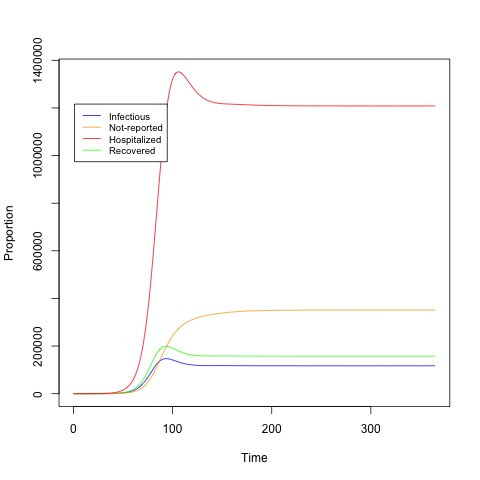 1400000
1000000
600000
200000
0
Proportion
Infectious
Not-reported
Hospitalized
Recovered
0 100 200 300
Time